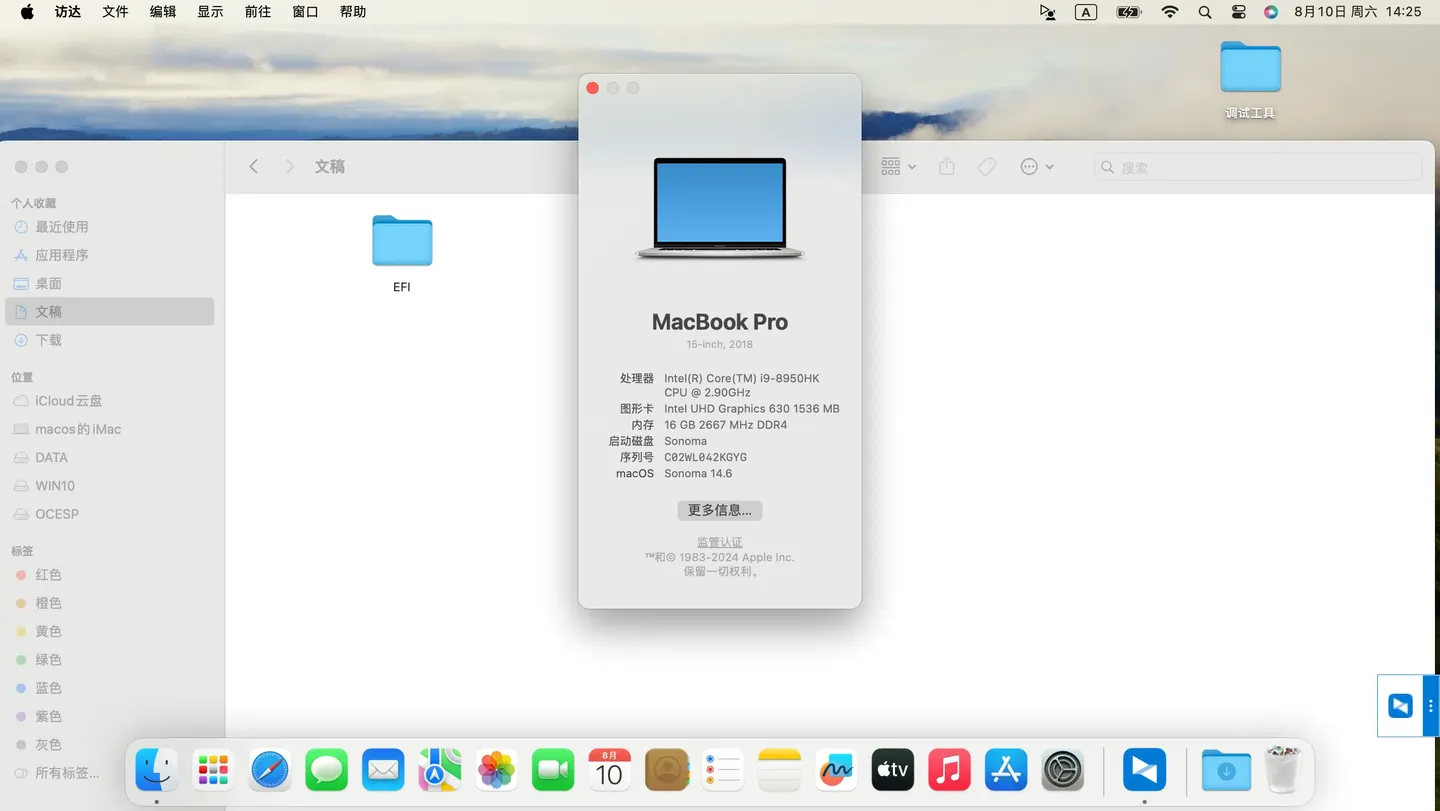 访达 文件 编辑 显示 前往 窗口 帮助 A 8月10日 周六 14:25
调试工具
文稿
搜索
个人收藏
最近使用
应用程序
桌面
文稿
下载
位置
iCloud云盘
macos的iMac
DATA
WIN10
OCESP
标签
红色
橙色
黄色
绿色
蓝色
紫色
灰色
所有标签...
EFI
MacBook Pro
15-inch, 2018
处理器 Intel(R) Core(TM) i9-8950HK
CPU @ 2.90GHz
图形卡 Intel UHD Graphics 630 1536 MB
内存 16 GB 2667 MHz DDR4
启动磁盘 Sonoma
序列号 C02WL042KGYG
macOS Sonoma 14.6
更多信息...
监管认证
™和© 1983-2024 Apple Inc.
保留一切权利。
8月
10
tv